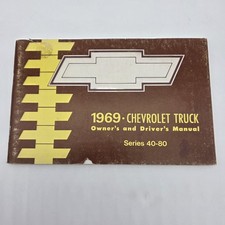 1969 • CHEVROLET TRUCK
Owner's and Driver's Manual
Series 40-80